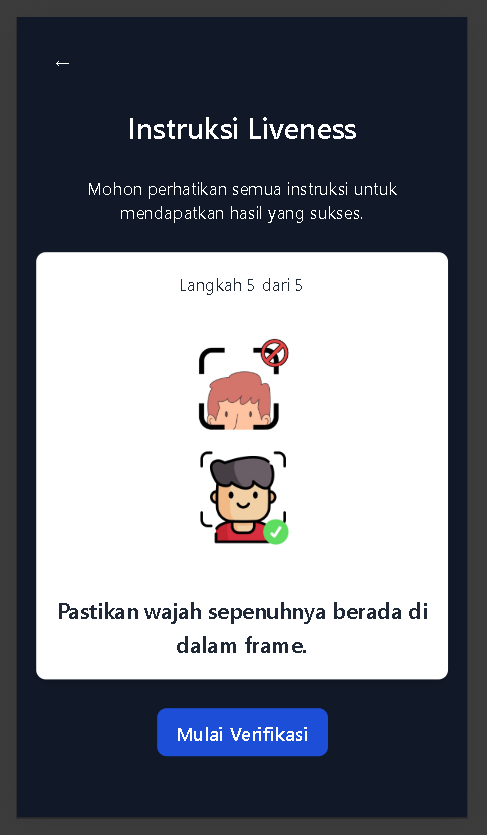 ←
Instruksi Liveness
Mohon perhatikan semua instruksi untuk
mendapatkan hasil yang sukses.
Langkah 5 dari 5
Pastikan wajah sepenuhnya berada di
dalam frame.
Mulai Verifikasi